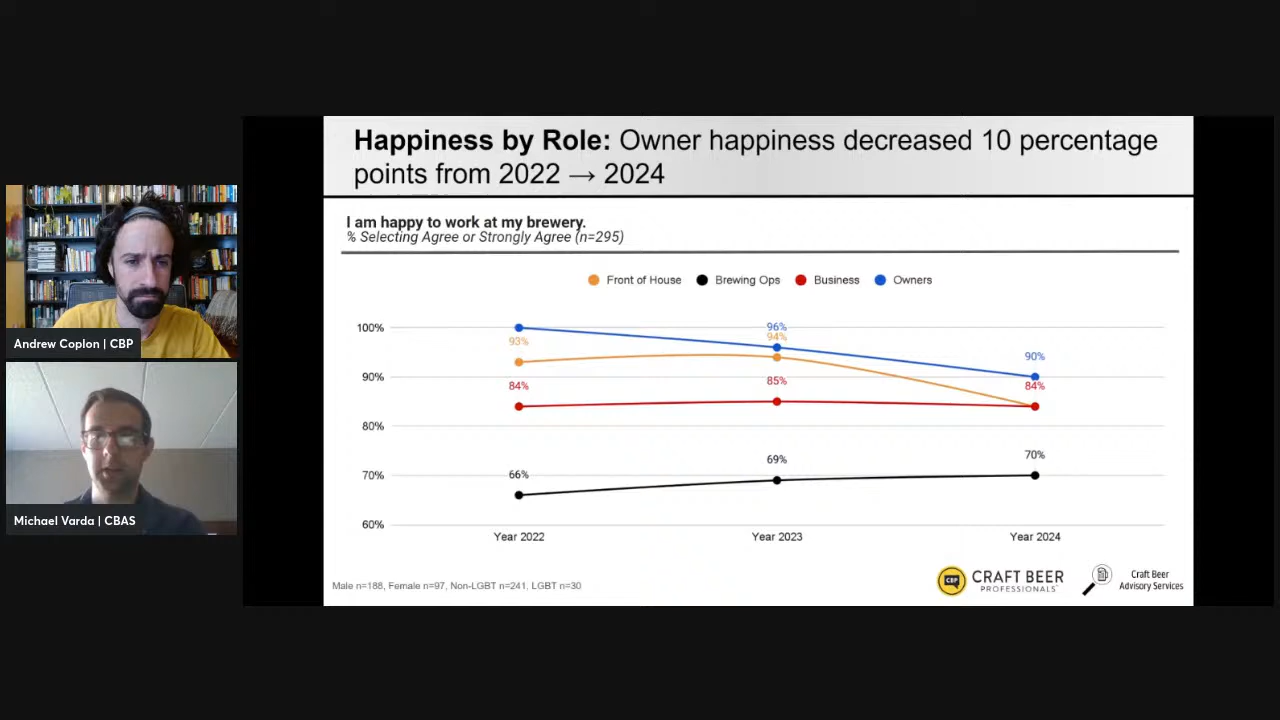 Happiness by Role: Owner happiness decreased 10 percentage
points from 2022 → 2024
I am happy to work at my brewery.
% Selecting Agree or Strongly Agree (n=295)
Front of House
Brewing Ops
Business
Owners
100%
90%
80%
70%
60%
93%
84%
66%
96%
94%
85%
69%
90%
84%
70%
Year 2022
Year 2023
Year 2024
Male n=188, Female n=97, Non-LGBT n=241, LGBT n=30
CBP
CRAFT BEER
PROFESSIONALS
Craft Beer
Advisory Services
Andrew Coplon | CBP
Michael Varda | CBAS